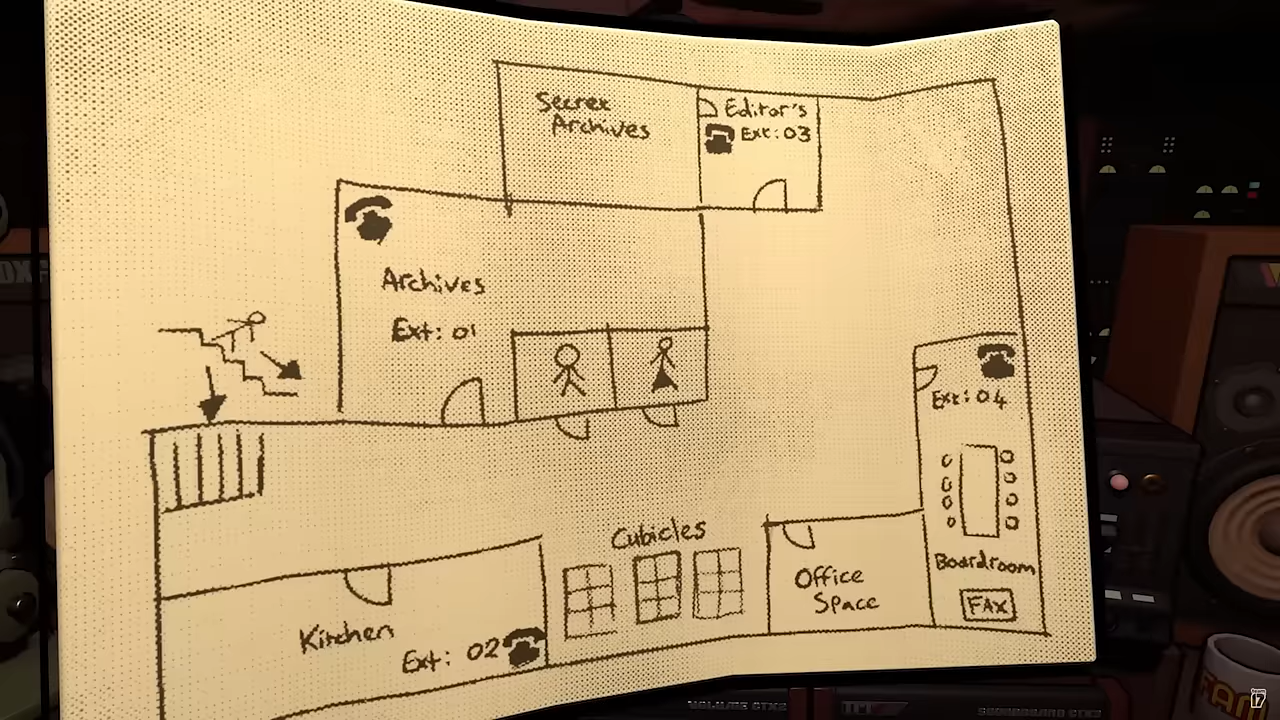 Secret
Archives
Editor's
Ext: 03
Archives
Ext: 01
Ext: 04
Cubicles
Boardroom
Office
Space
FAX
Kitchen
Ext: 02